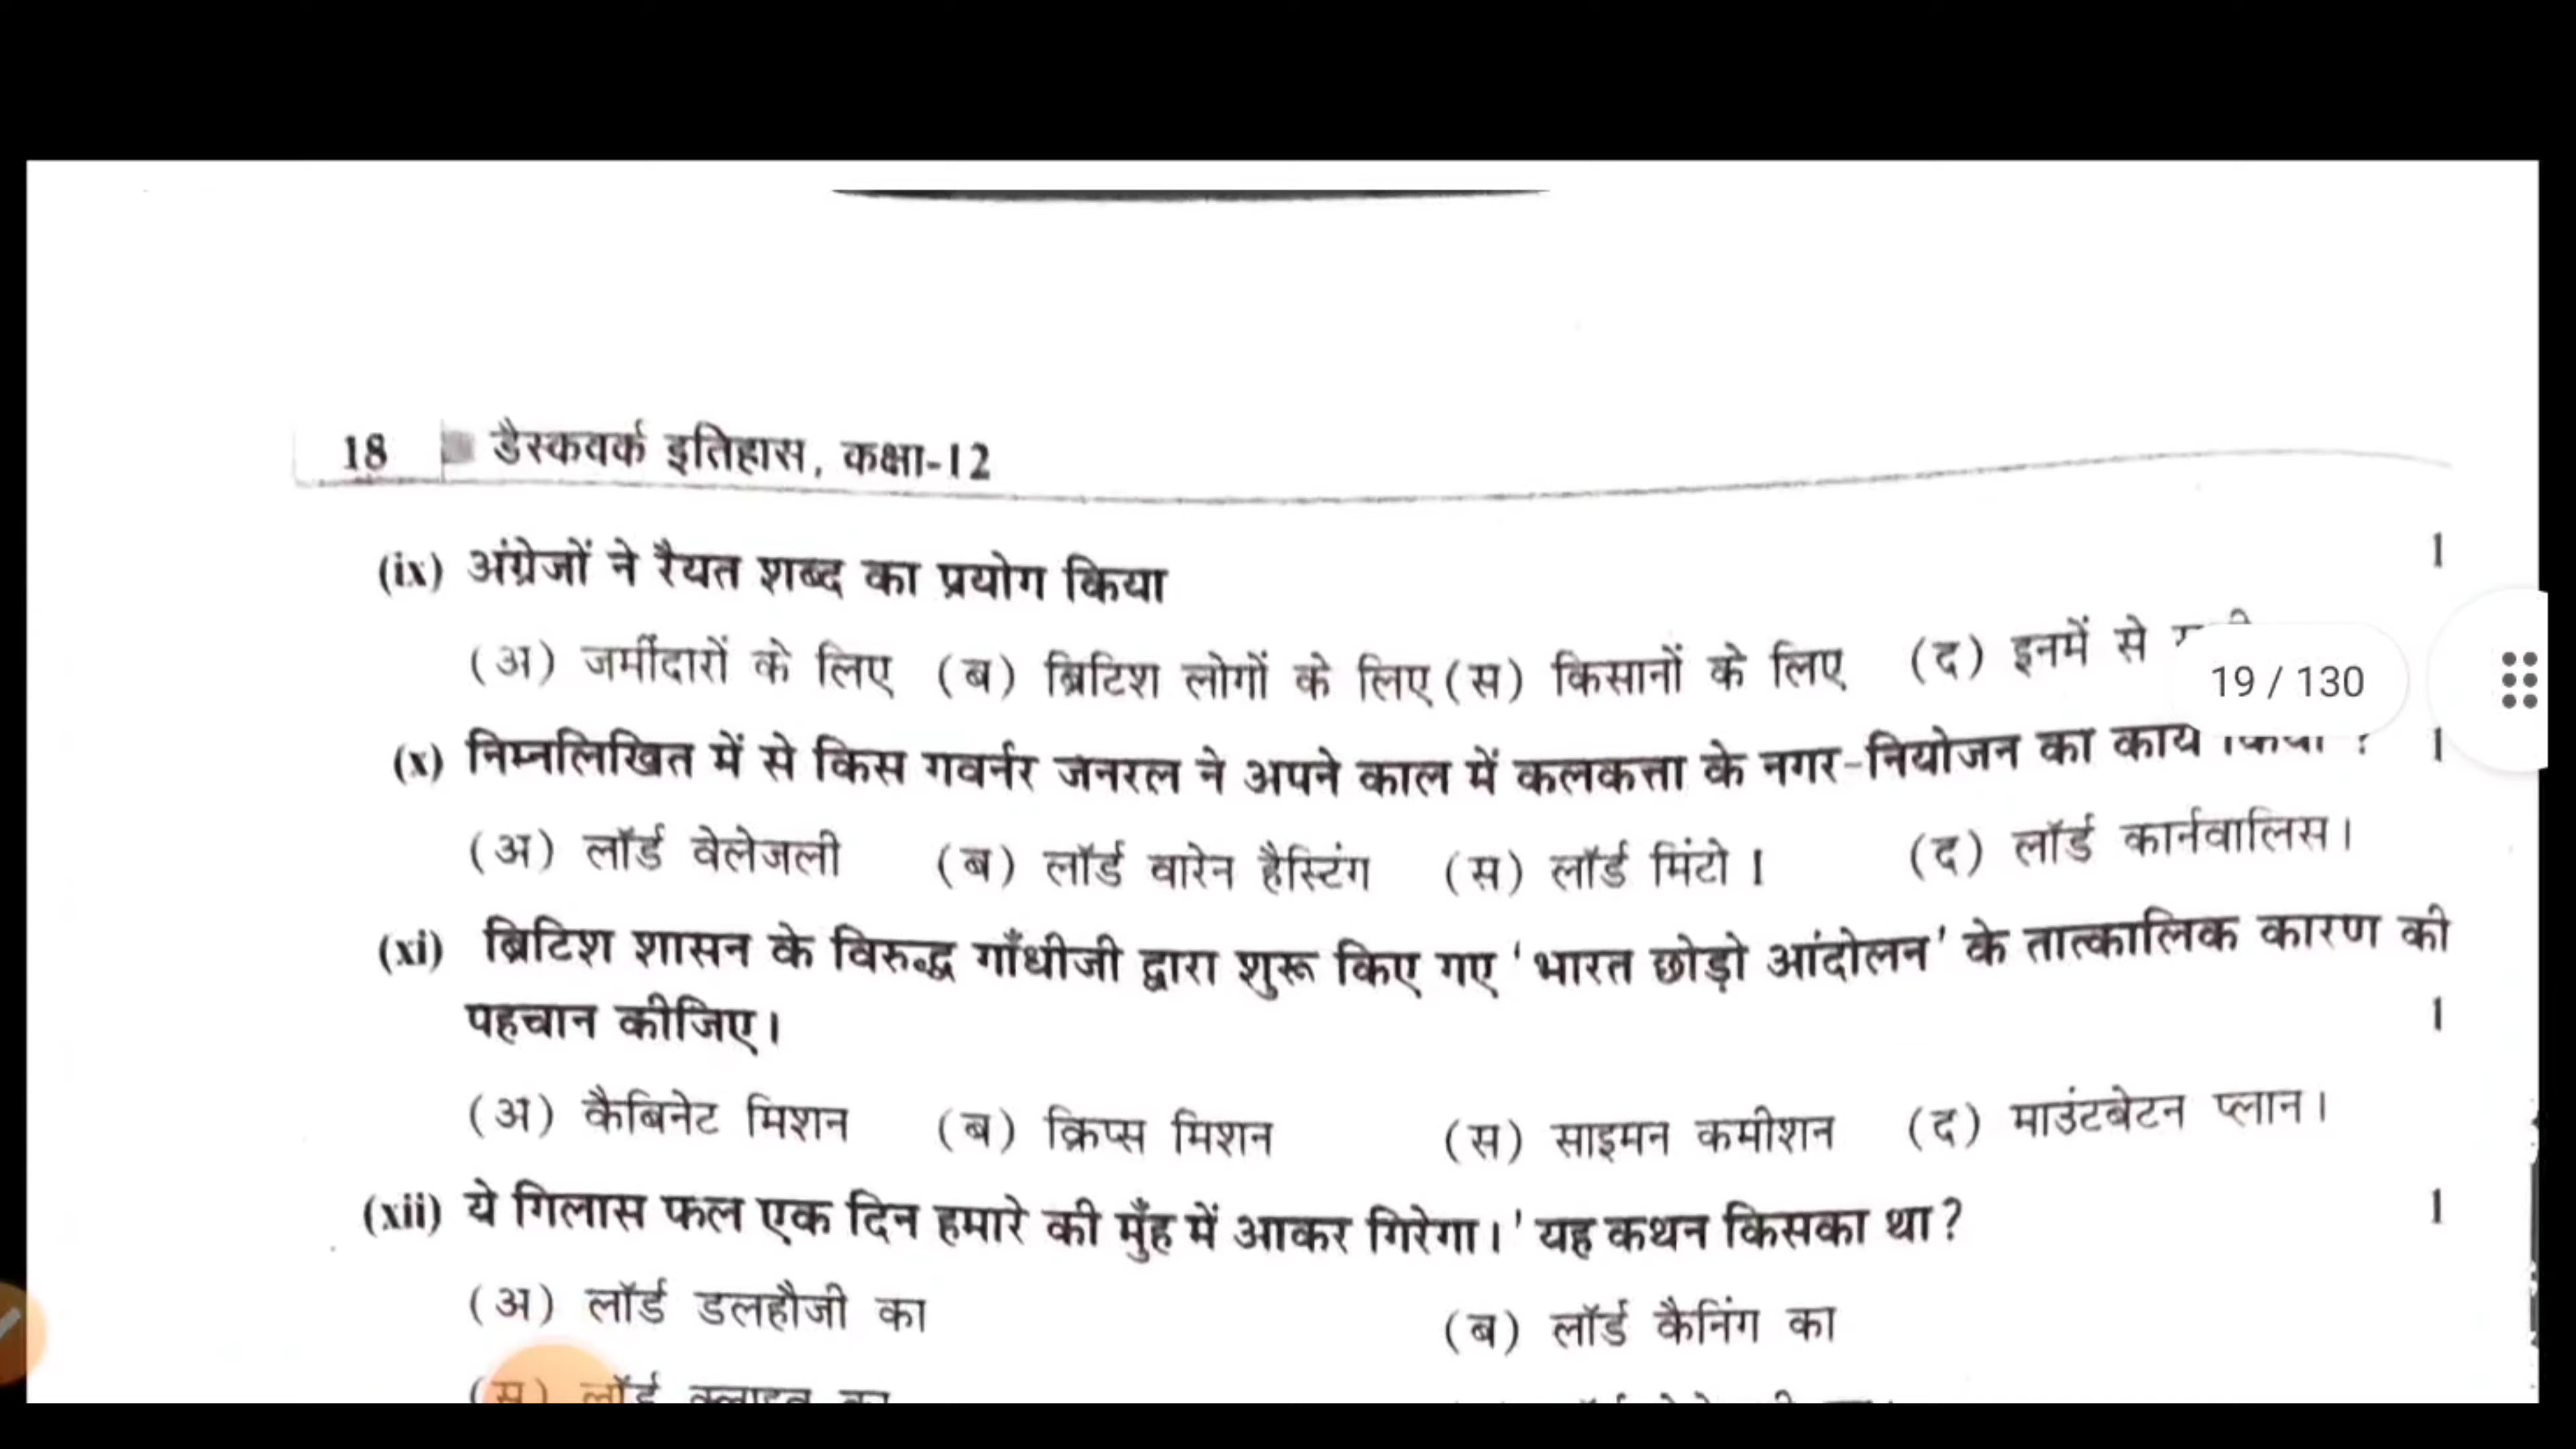 18 डैस्कवर्क इतिहास, कक्षा-12
(ix) अंग्रेजों ने रैयत शब्द का प्रयोग किया 1
(अ) जमींदारों के लिए (ब) ब्रिटिश लोगों के लिए (स) किसानों के लिए (द) इनमें से
19 / 130
(x) निम्नलिखित में से किस गवर्नर जनरल ने अपने काल में कलकत्ता के नगर-नियोजन का कार्य किया ? 1
(अ) लॉर्ड वेलेजली (ब) लॉर्ड वारेन हैस्टिंग (स) लॉर्ड मिंटो । (द) लॉर्ड कार्नवालिस।
(xi) ब्रिटिश शासन के विरुद्ध गाँधीजी द्वारा शुरू किए गए 'भारत छोड़ो आंदोलन' के तात्कालिक कारण की
पहचान कीजिए। 1
(अ) कैबिनेट मिशन (ब) क्रिप्स मिशन (स) साइमन कमीशन (द) माउंटबेटन प्लान।
(xii) ये गिलास फल एक दिन हमारे की मुँह में आकर गिरेगा।' यह कथन किसका था? 1
(अ) लॉर्ड डलहौजी का (ब) लॉर्ड कैनिंग का
(स) लॉर्ड क्लाइव का